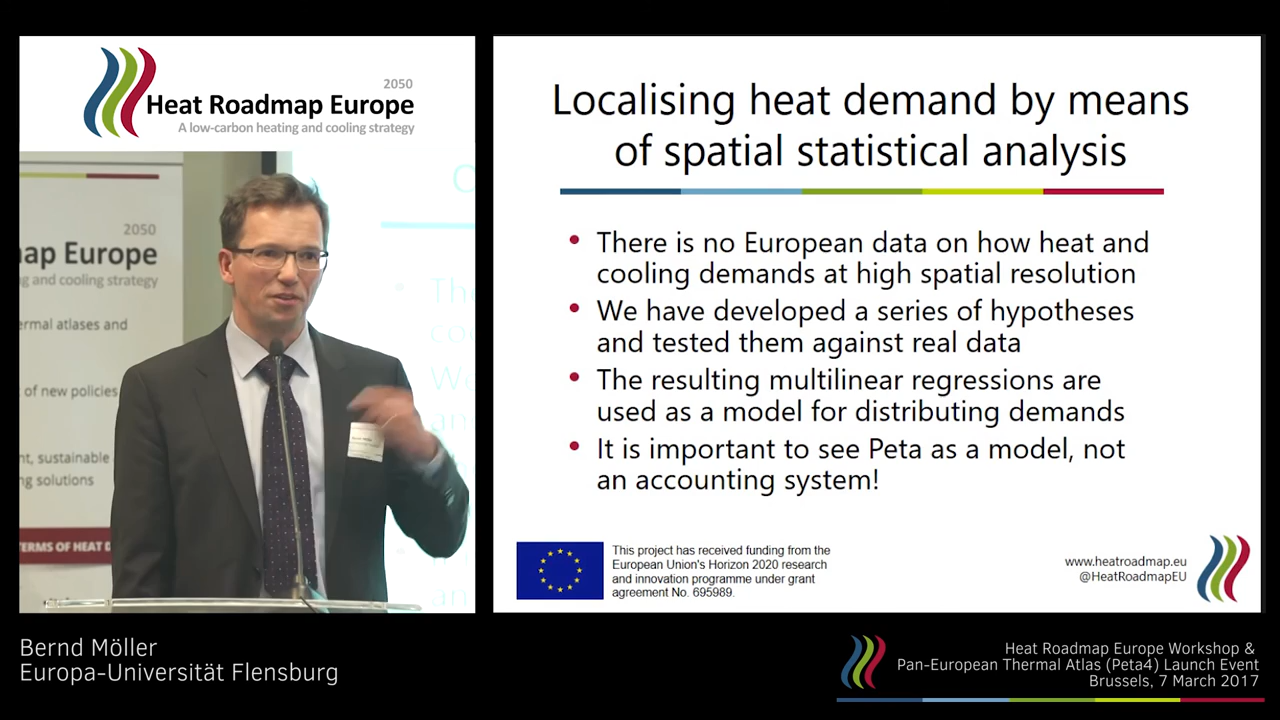 2050
Heat Roadmap Europe
A low-carbon heating and cooling strategy
2050
ap Europe
g and cooling strategy
ermal atlases and
of new policies
nt, sustainable
ng solutions
TERMS OF HEAT
Localising heat demand by means
of spatial statistical analysis
• There is no European data on how heat and
cooling demands at high spatial resolution
• We have developed a series of hypotheses
and tested them against real data
• The resulting multilinear regressions are
used as a model for distributing demands
• It is important to see Peta as a model, not
an accounting system!
This project has received funding from the
European Union's Horizon 2020 research
and innovation programme under grant
agreement No. 695989.
www.heatroadmap.eu
@HeatRoadmapEU
Bernd Möller
Europa-Universität Flensburg
Heat Roadmap Europe Workshop &
Pan-European Thermal Atlas (Peta4) Launch Event
Brussels, 7 March 2017